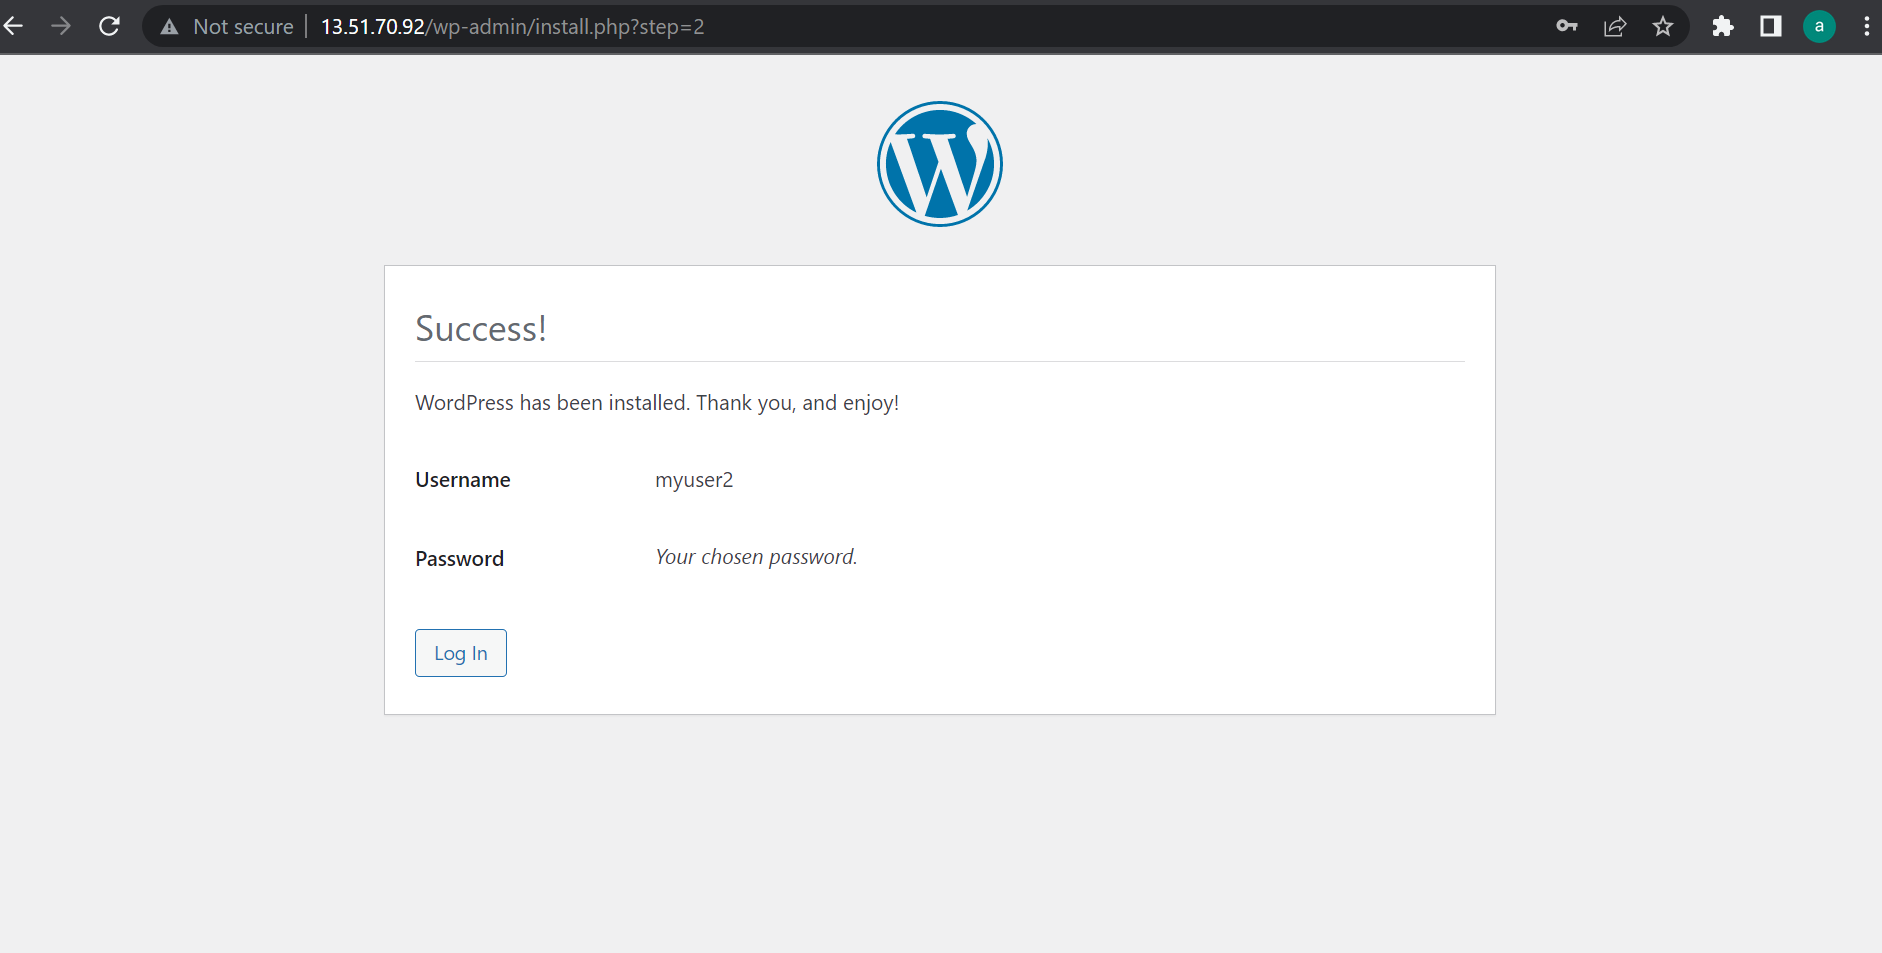 Not secure | 13.51.70.92/wp-admin/install.php?step=2
a
Success!
WordPress has been installed. Thank you, and enjoy!
Username myuser2
Password Your chosen password.
Log In